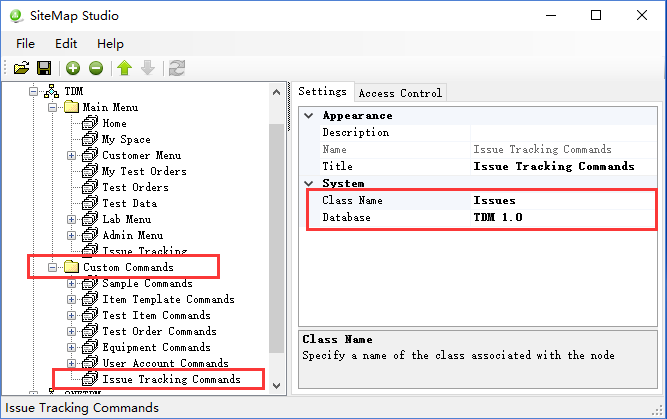 SiteMap Studio
File Edit Help
TDM
Main Menu
Home
My Space
Customer Menu
My Test Orders
Test Orders
Test Data
Lab Menu
Admin Menu
Issue Tracking
Custom Commands
Sample Commands
Item Template Commands
Test Item Commands
Test Order Commands
Equipment Commands
User Account Commands
Issue Tracking Commands
Settings Access Control
Appearance
Description
Name Issue Tracking Commands
Title Issue Tracking Commands
System
Class Name Issues
Database TDM 1.0
Class Name
Specify a name of the class associated with the node
Issue Tracking Commands